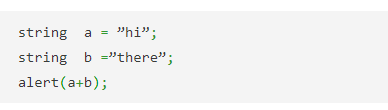 string  a = ”hi”;
string  b =”there”;
alert(a+b);